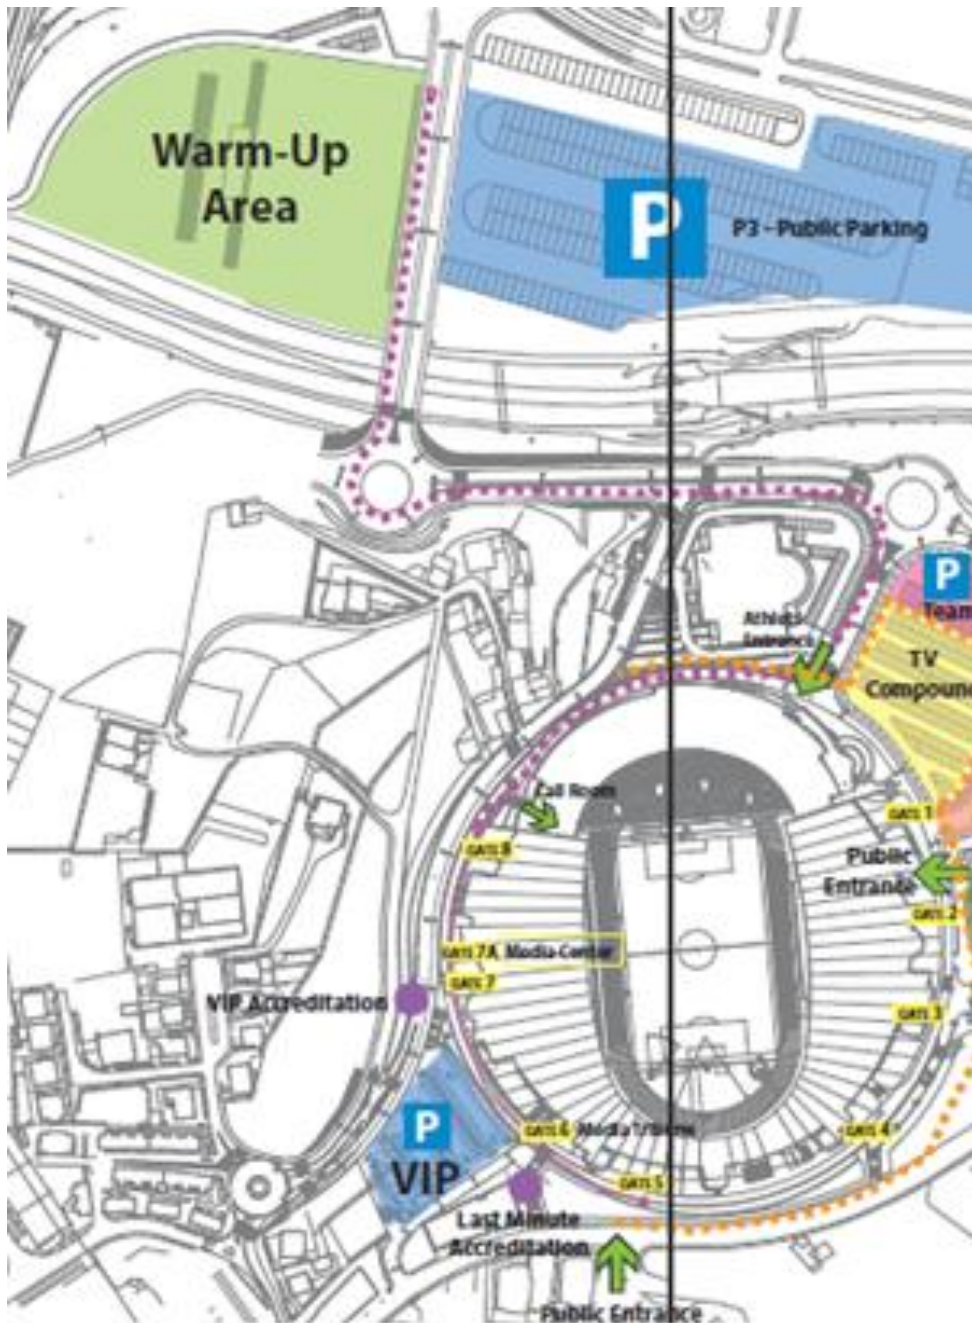 Warm-Up
Area
P
P3 - Public Parking
P
Team
Athlete
Entrance
TV
Compoun
Call Room
GATE 1
GATE 8
Public
Entrance
GATE 2
GATE 7A Media Center
GATE 7
VIP Accreditation
GATE 3
P
VIP
GATE 6 Media Tribune
GATE 4
GATE 5
Last Minute
Accreditation
Public Entrance